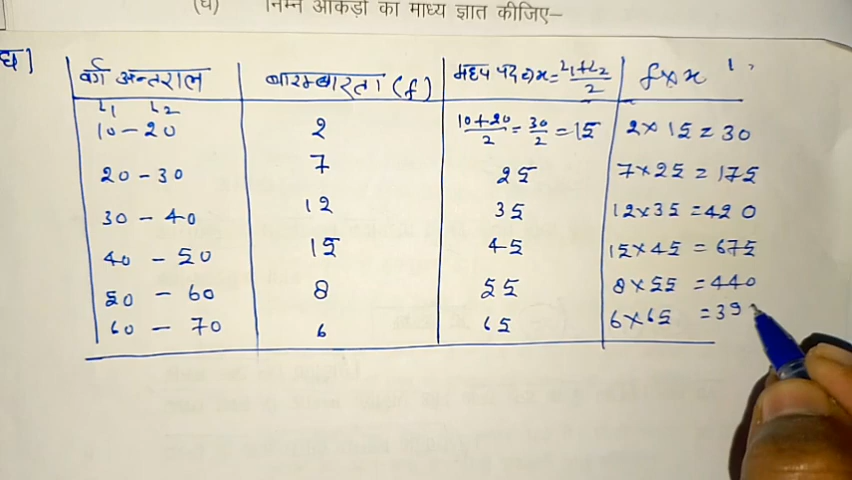 (घ) निम्न आंकड़ों का माध्य ज्ञात कीजिए–
घ]
वर्ग अन्तराल बारम्बारता (f) मध्य पद x = L1+L2/2 f×x
L1 L2
10 – 20 2 10+20/2 = 30/2 = 15 2×15 = 30
20 – 30 7 25 7×25 = 175
30 – 40 12 35 12×35 = 420
40 – 50 15 45 15×45 = 675
50 – 60 8 55 8×55 = 440
60 – 70 6 65 6×65 = 39